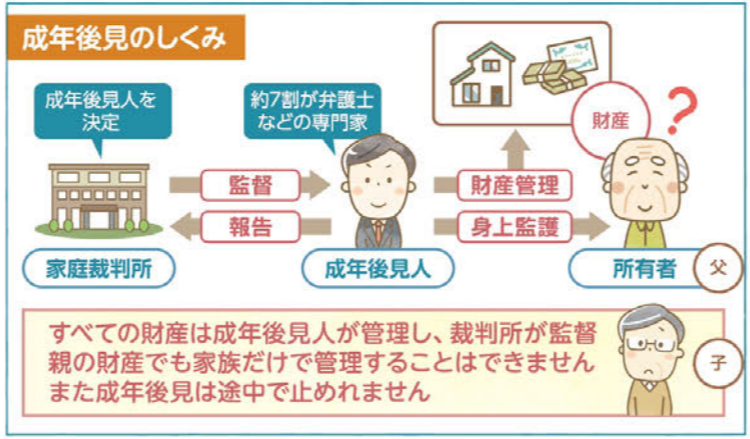 成年後見のしくみ
成年後見人を
決定
約7割が弁護士
などの専門家
財産
?
監督
報告
財産管理
身上監護
家庭裁判所
成年後見人
所有者
父
すべての財産は成年後見人が管理し、裁判所が監督
親の財産でも家族だけで管理することはできません
また成年後見は途中で止めれません
子